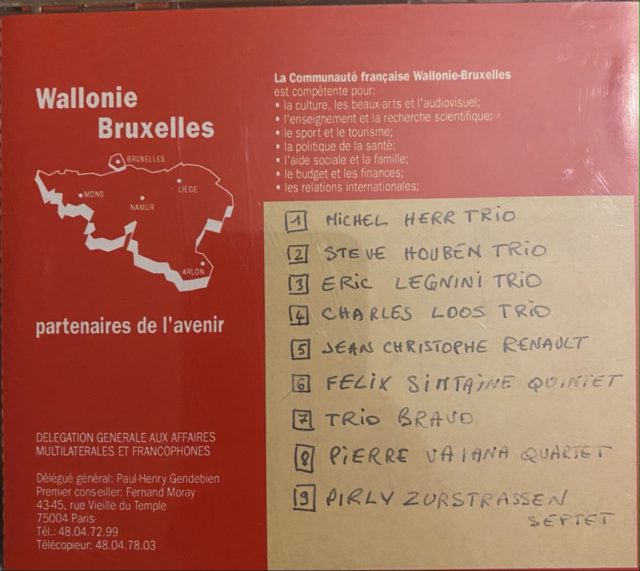 Wallonie
Bruxelles
BRUXELLES
LIEGE
MONS
NAMUR
ARLON
partenaires de l'avenir
DELEGATION GENERALE AUX AFFAIRES
MULTILATERALES ET FRANCOPHONES
Délégué général: Paul-Henry Gendebien
Premier conseiller: Fernand Moray
43-45, rue Vieille du Temple
75004 Paris
Tél.: 48.04.72.99
Télécopieur: 48.04.78.03
La Communauté française Wallonie-Bruxelles
est compétente pour:
• la culture, les beaux-arts et l'audiovisuel;
• l'enseignement et la recherche scientifique;
• le sport et le tourisme;
• la politique de la santé;
• l'aide sociale et la famille;
• le budget et les finances;
• les relations internationales;
1 MICHEL HERR TRIO
2 STEVE HOUBEN TRIO
3 ERIC LEGNINI TRIO
4 CHARLES LOOS TRIO
5 JEAN CHRISTOPHE RENAULT
6 FELIX SIMTAINE QUINTET
7 TRIO BRAVO
8 PIERRE VAIANA QUARTET
9 PIRLY ZURSTRASSEN
SEPTET